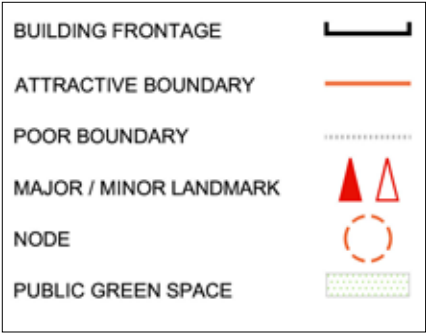 BUILDING FRONTAGE
ATTRACTIVE BOUNDARY
POOR BOUNDARY
MAJOR / MINOR LANDMARK
NODE
PUBLIC GREEN SPACE